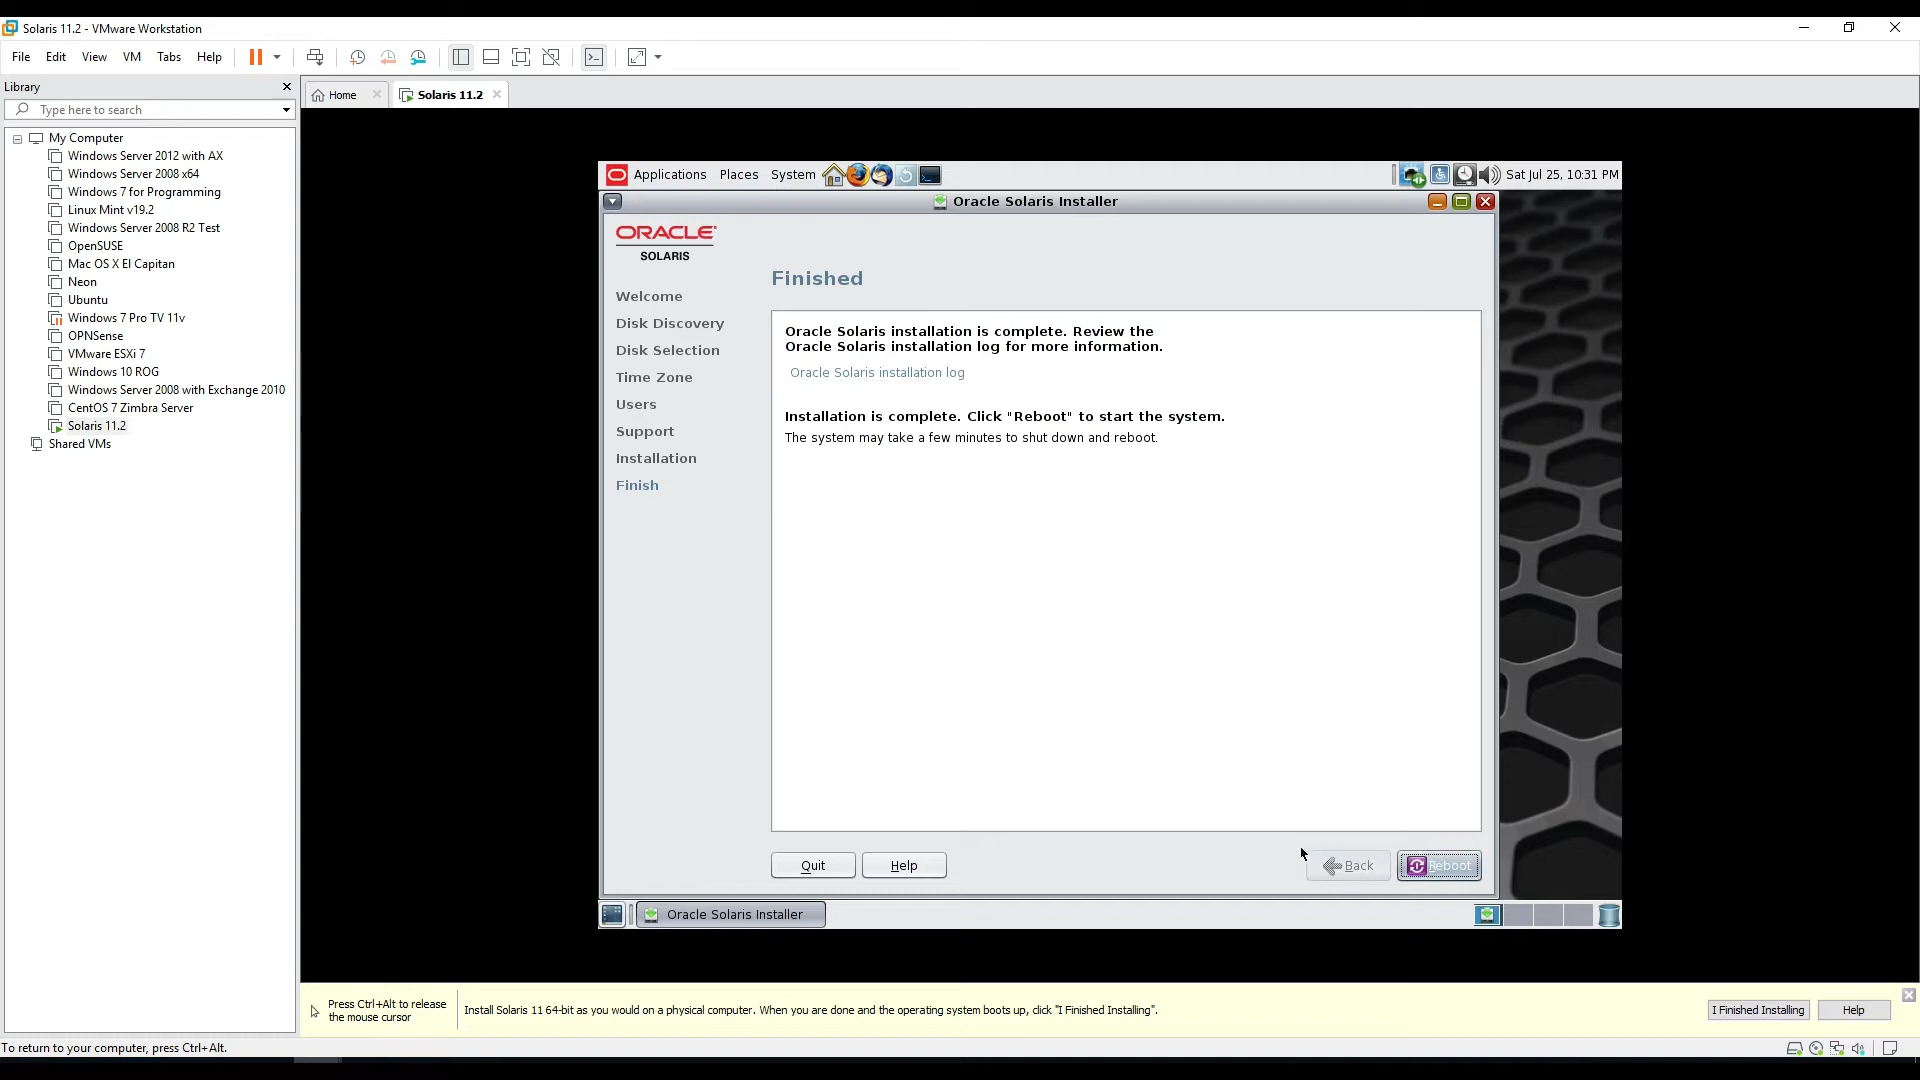 Solaris 11.2 - VMware Workstation
File Edit View VM Tabs Help
Library
Type here to search
Home
Solaris 11.2
My Computer
Windows Server 2012 with AX
Windows Server 2008 x64
Windows 7 for Programming
Linux Mint v19.2
Windows Server 2008 R2 Test
OpenSUSE
Mac OS X El Capitan
Neon
Ubuntu
Windows 7 Pro TV 11v
OPNSense
VMware ESXi 7
Windows 10 ROG
Windows Server 2008 with Exchange 2010
CentOS 7 Zimbra Server
Solaris 11.2
Shared VMs
Applications Places System
Sat Jul 25, 10:31 PM
Oracle Solaris Installer
ORACLE
SOLARIS
Welcome
Disk Discovery
Disk Selection
Time Zone
Users
Support
Installation
Finish
Finished
Oracle Solaris installation is complete. Review the
Oracle Solaris installation log for more information.
Oracle Solaris installation log
Installation is complete. Click "Reboot" to start the system.
The system may take a few minutes to shut down and reboot.
Quit
Help
Back
Reboot
Oracle Solaris Installer
Press Ctrl+Alt to release
the mouse cursor
Install Solaris 11 64-bit as you would on a physical computer. When you are done and the operating system boots up, click "I Finished Installing".
I Finished Installing
Help
To return to your computer, press Ctrl+Alt.